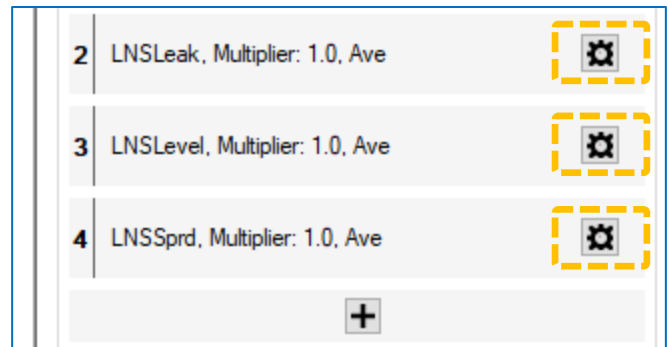 2 LNSLeak, Multiplier: 1.0, Ave
3 LNSLevel, Multiplier: 1.0, Ave
4 LNSSprd, Multiplier: 1.0, Ave